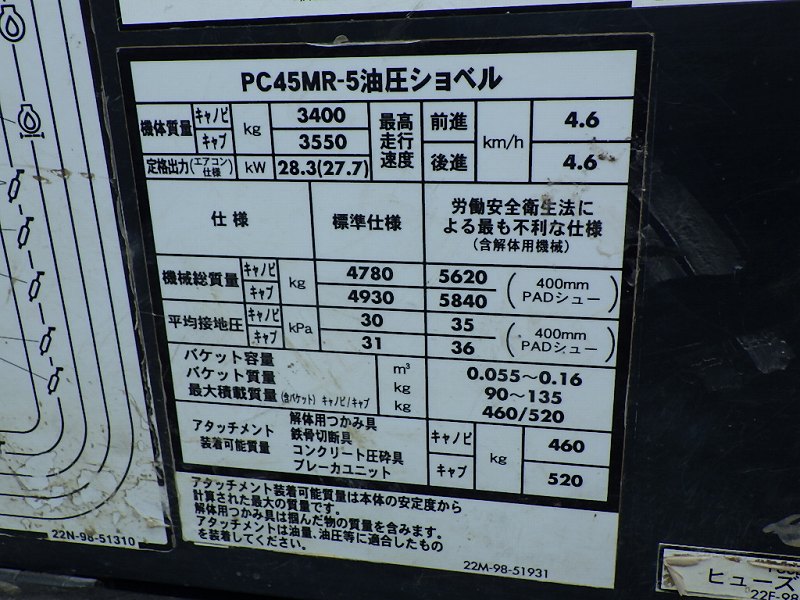 PC45MR-5油圧ショベル
機体質量 キャノピ kg 3400 最高走行速度 前進 km/h 4.6
キャブ 3550 後進 4.6
定格出力(エアコン仕様) kW 28.3(27.7)
仕様 標準仕様 労働安全衛生法による最も不利な仕様(含解体用機械)
機械総質量 キャノピ kg 4780 5620 (400mm PADシュー)
キャブ 4930 5840
平均接地圧 キャノピ kPa 30 35 (400mm PADシュー)
キャブ 31 36
バケット容量 m³ 0.055～0.16
バケット質量 kg 90～135
最大積載質量(含バケット) キャノピ/キャブ kg 460/520
アタッチメント装着可能質量 解体用つかみ具 キャノピ kg 460
鉄骨切断具
コンクリート圧砕具 キャブ 520
ブレーカユニット
アタッチメント装着可能質量は本体の安定度から
計算された最大の質量です。
解体用つかみ具は掴んだ物の質量を含みます。
アタッチメントは油量、油圧等に適合したもの
を装着してください。
22M-98-51931
22N-98-51310
ヒューズ
22F-98